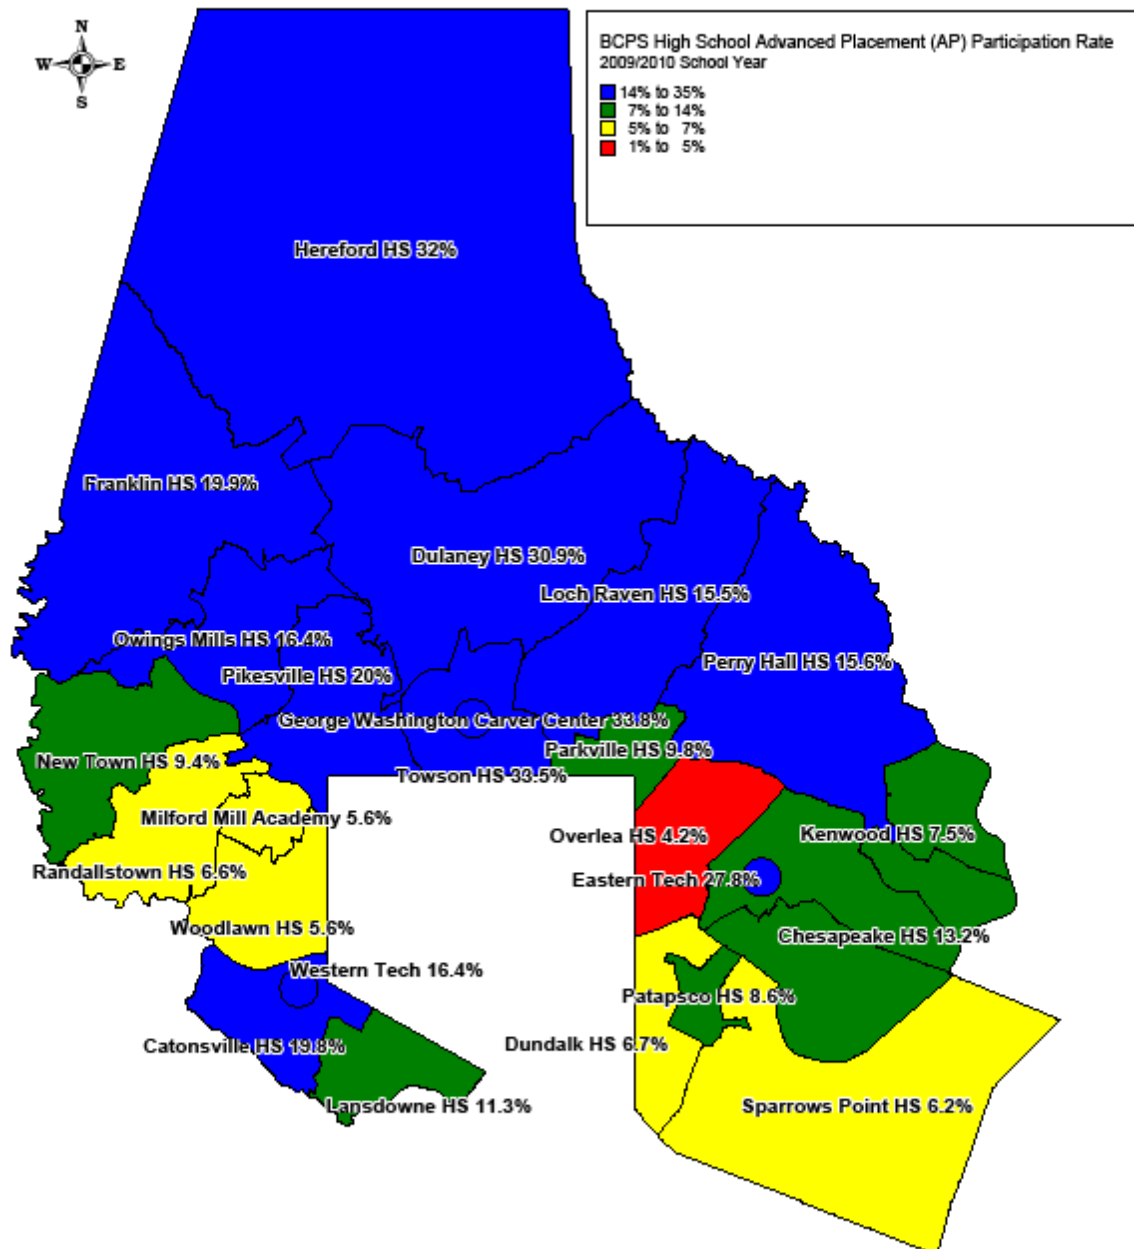 N
W E
S
BCPS High School Advanced Placement (AP) Participation Rate
2009/2010 School Year
14% to 35%
7% to 14%
5% to 7%
1% to 5%
Hereford HS 32%
Franklin HS 19.9%
Dulaney HS 30.9%
Loch Raven HS 15.5%
Owings Mills HS 16.4%
Perry Hall HS 15.6%
Pikesville HS 20%
George Washington Carver Center 33.8%
Parkville HS 9.8%
New Town HS 9.4%
Towson HS 33.5%
Milford Mill Academy 5.6%
Overlea HS 4.2%
Kenwood HS 7.5%
Randallstown HS 6.6%
Eastern Tech 27.8%
Woodlawn HS 5.6%
Chesapeake HS 13.2%
Western Tech 16.4%
Patapsco HS 8.6%
Catonsville HS 19.8%
Dundalk HS 6.7%
Lansdowne HS 11.3%
Sparrows Point HS 6.2%